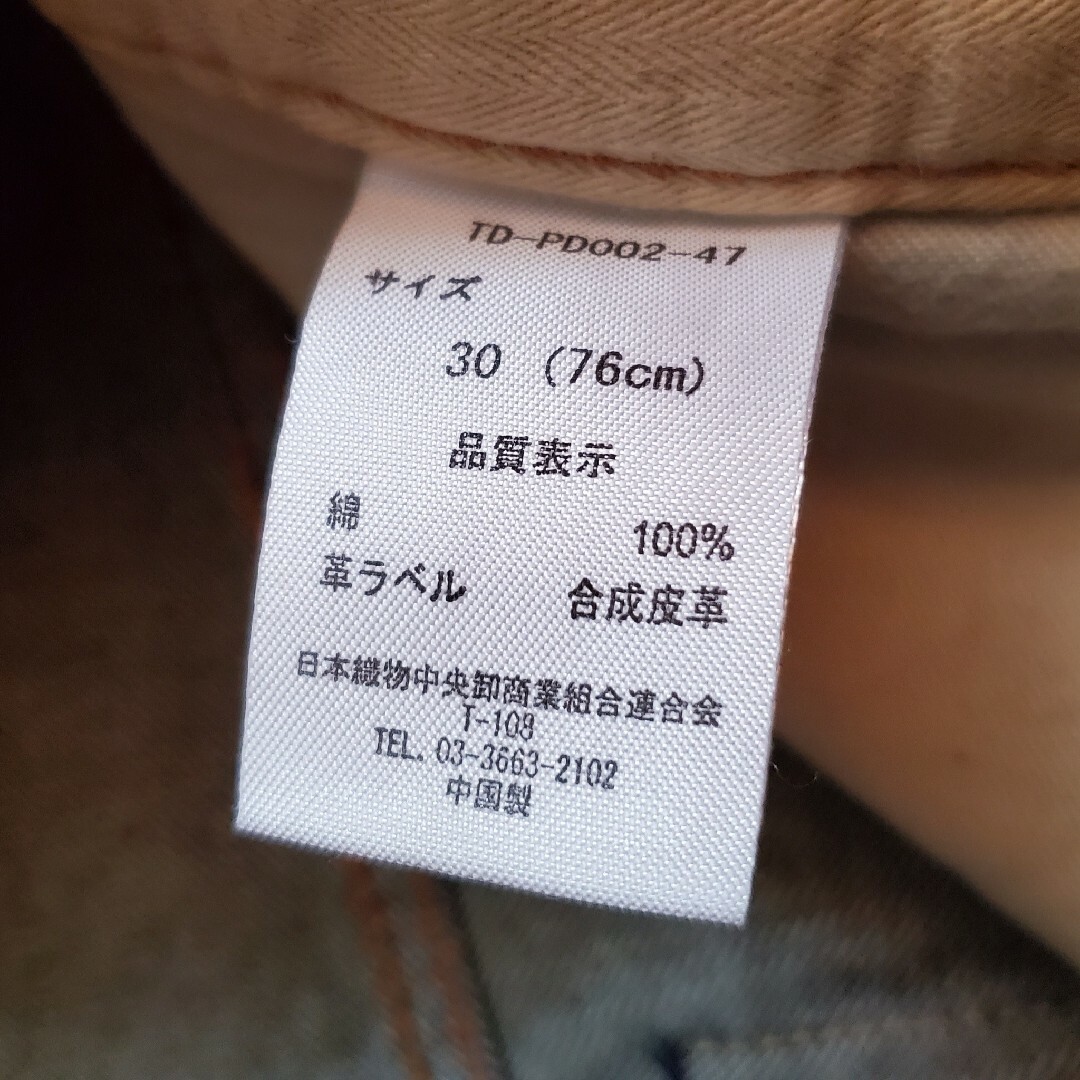 TD-PD002-47
サイズ
30 (76cm)
品質表示
綿 100%
革ラベル 合成皮革
日本織物中央卸商業組合連合会
T-108
TEL. 03-3663-2102
中国製